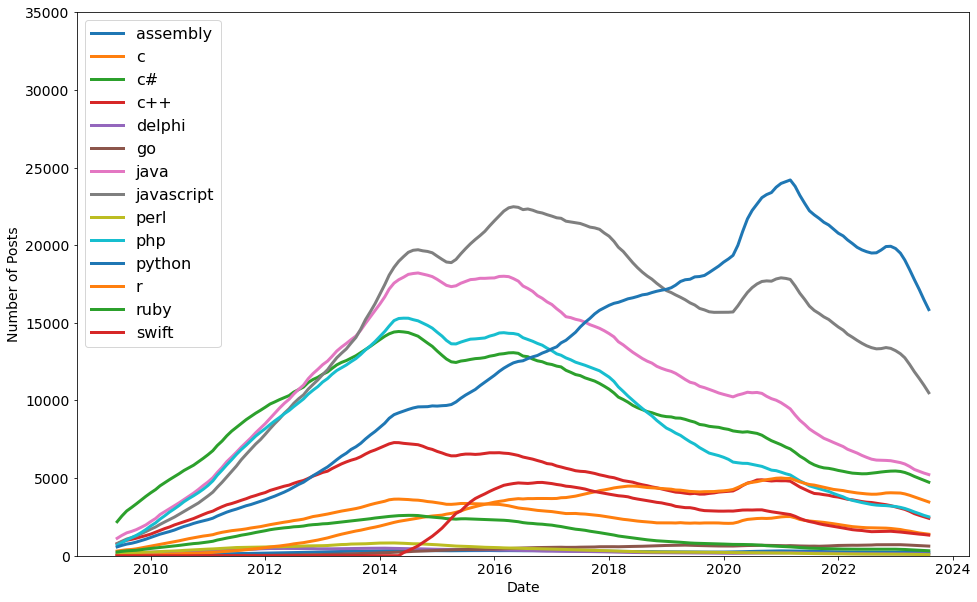 35000
30000
25000
20000
15000
10000
5000
0
Number of Posts
assembly
c
c#
c++
delphi
go
java
javascript
perl
php
python
r
ruby
swift
2010
2012
2014
2016
2018
2020
2022
2024
Date